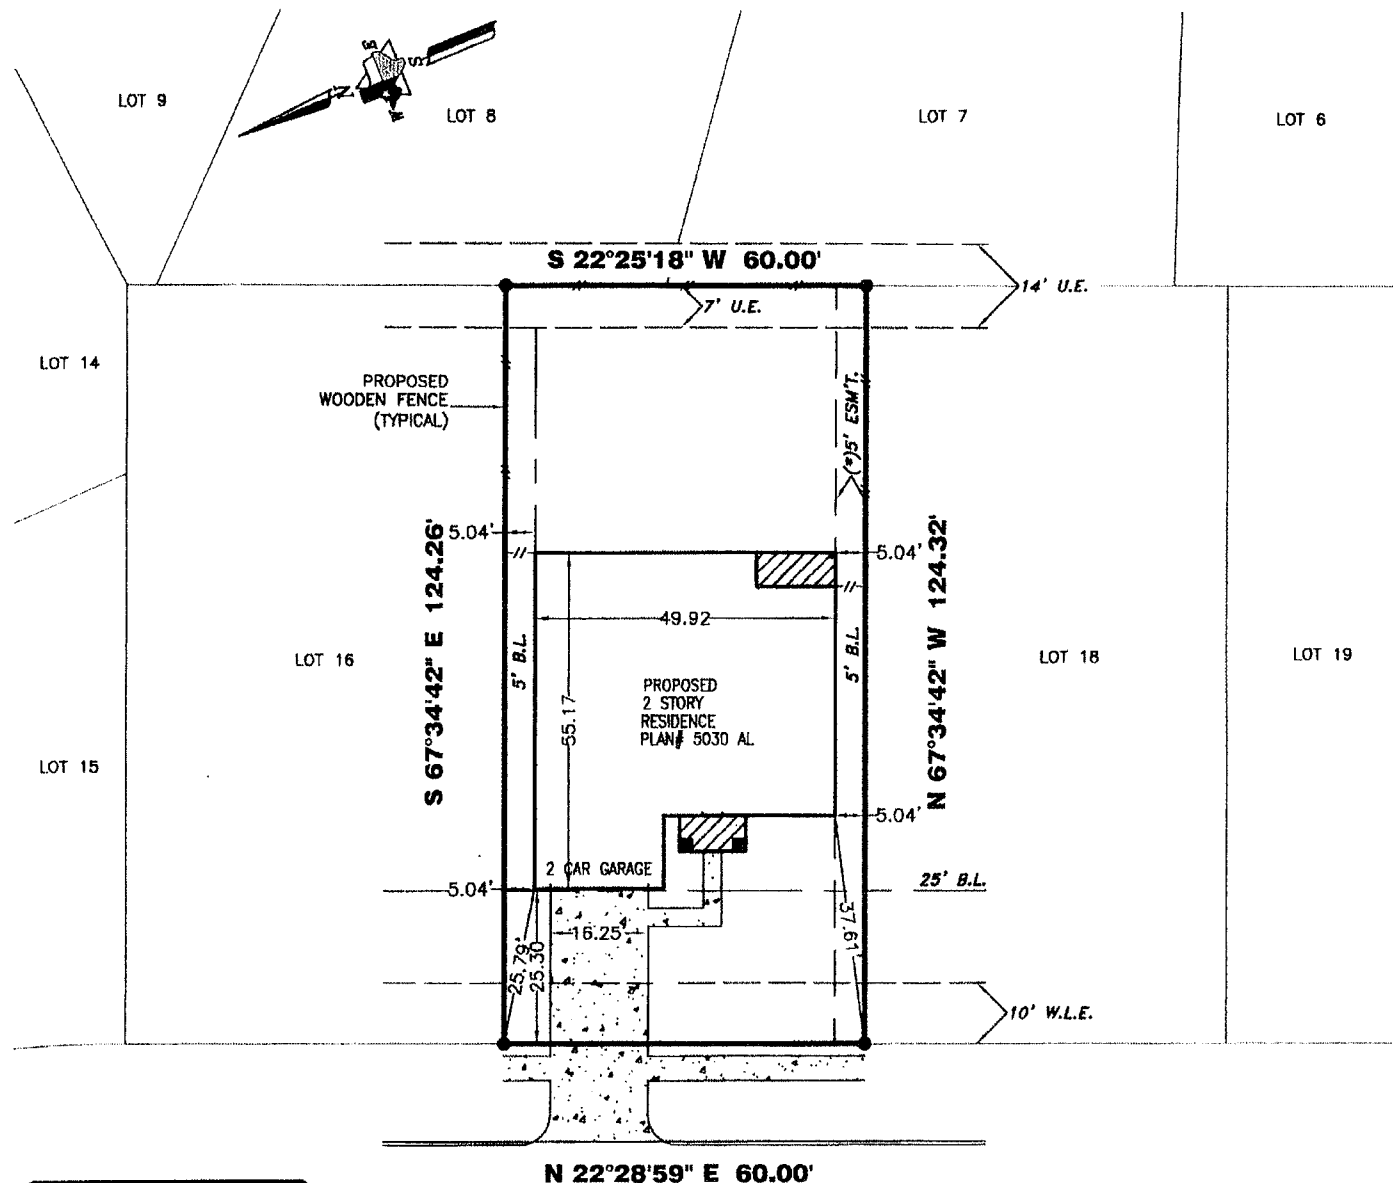 LOT 9
E
S
N
W
LOT 8
LOT 7
LOT 6
S 22°25'18" W 60.00'
14' U.E.
7' U.E.
LOT 14
PROPOSED
WOODEN FENCE
(TYPICAL)
(*)5' ESM'T.
S 67°34'42" E 124.26'
5.04'
5.04'
N 67°34'42" W 124.32'
49.92
5' B.L.
5' B.L.
LOT 16
LOT 18
LOT 19
55.17
PROPOSED
2 STORY
RESIDENCE
PLAN# 5030 AL
LOT 15
5.04'
2 CAR GARAGE
5.04'
25' B.L.
16.25'
25.79'
25.30
37.61'
10' W.L.E.
N 22°28'59" E 60.00'